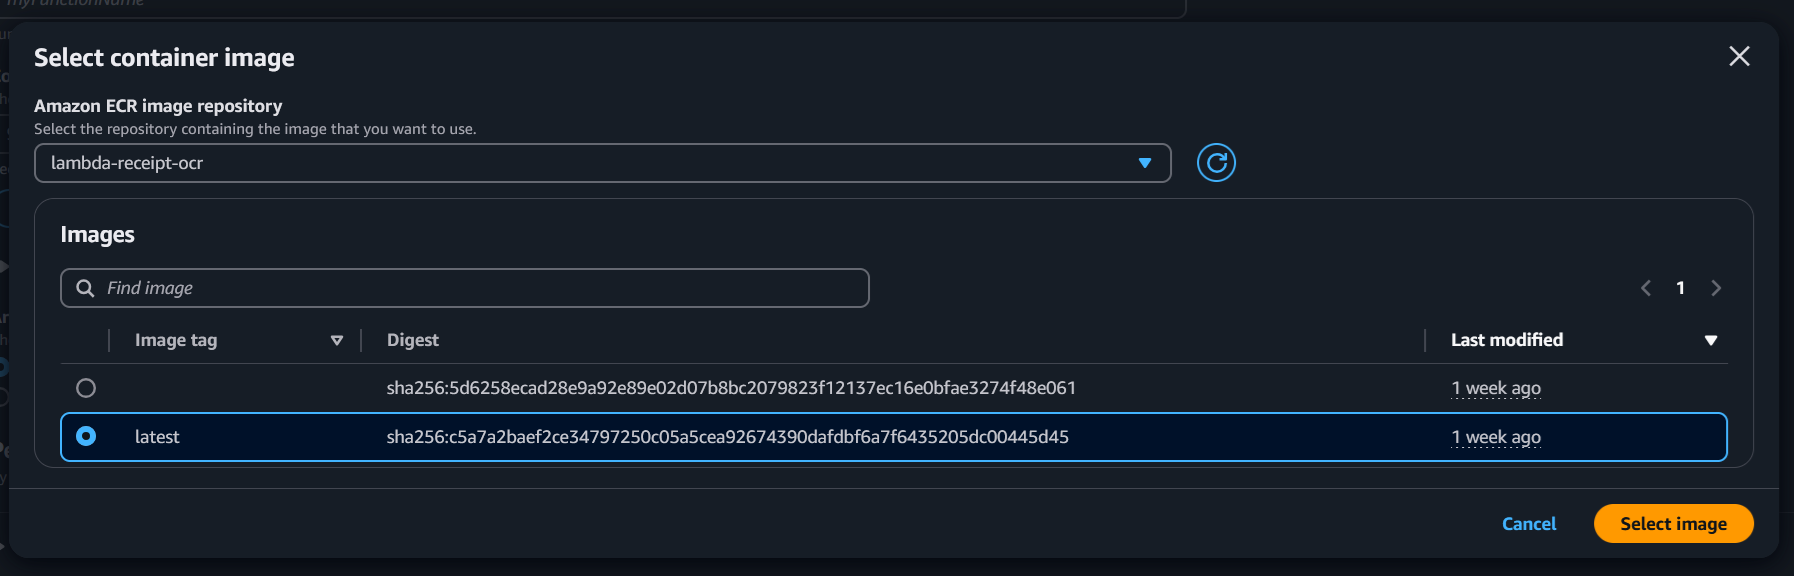 myFunctionName
Select container image
Amazon ECR image repository
Select the repository containing the image that you want to use.
lambda-receipt-ocr
Images
Find image
1
Image tag Digest Last modified
sha256:5d6258ecad28e9a92e89e02d07b8bc2079823f12137ec16e0bfae3274f48e061 1 week ago
latest sha256:c5a7a2baef2ce34797250c05a5cea92674390dafdbf6a7f6435205dc00445d45 1 week ago
Cancel Select image